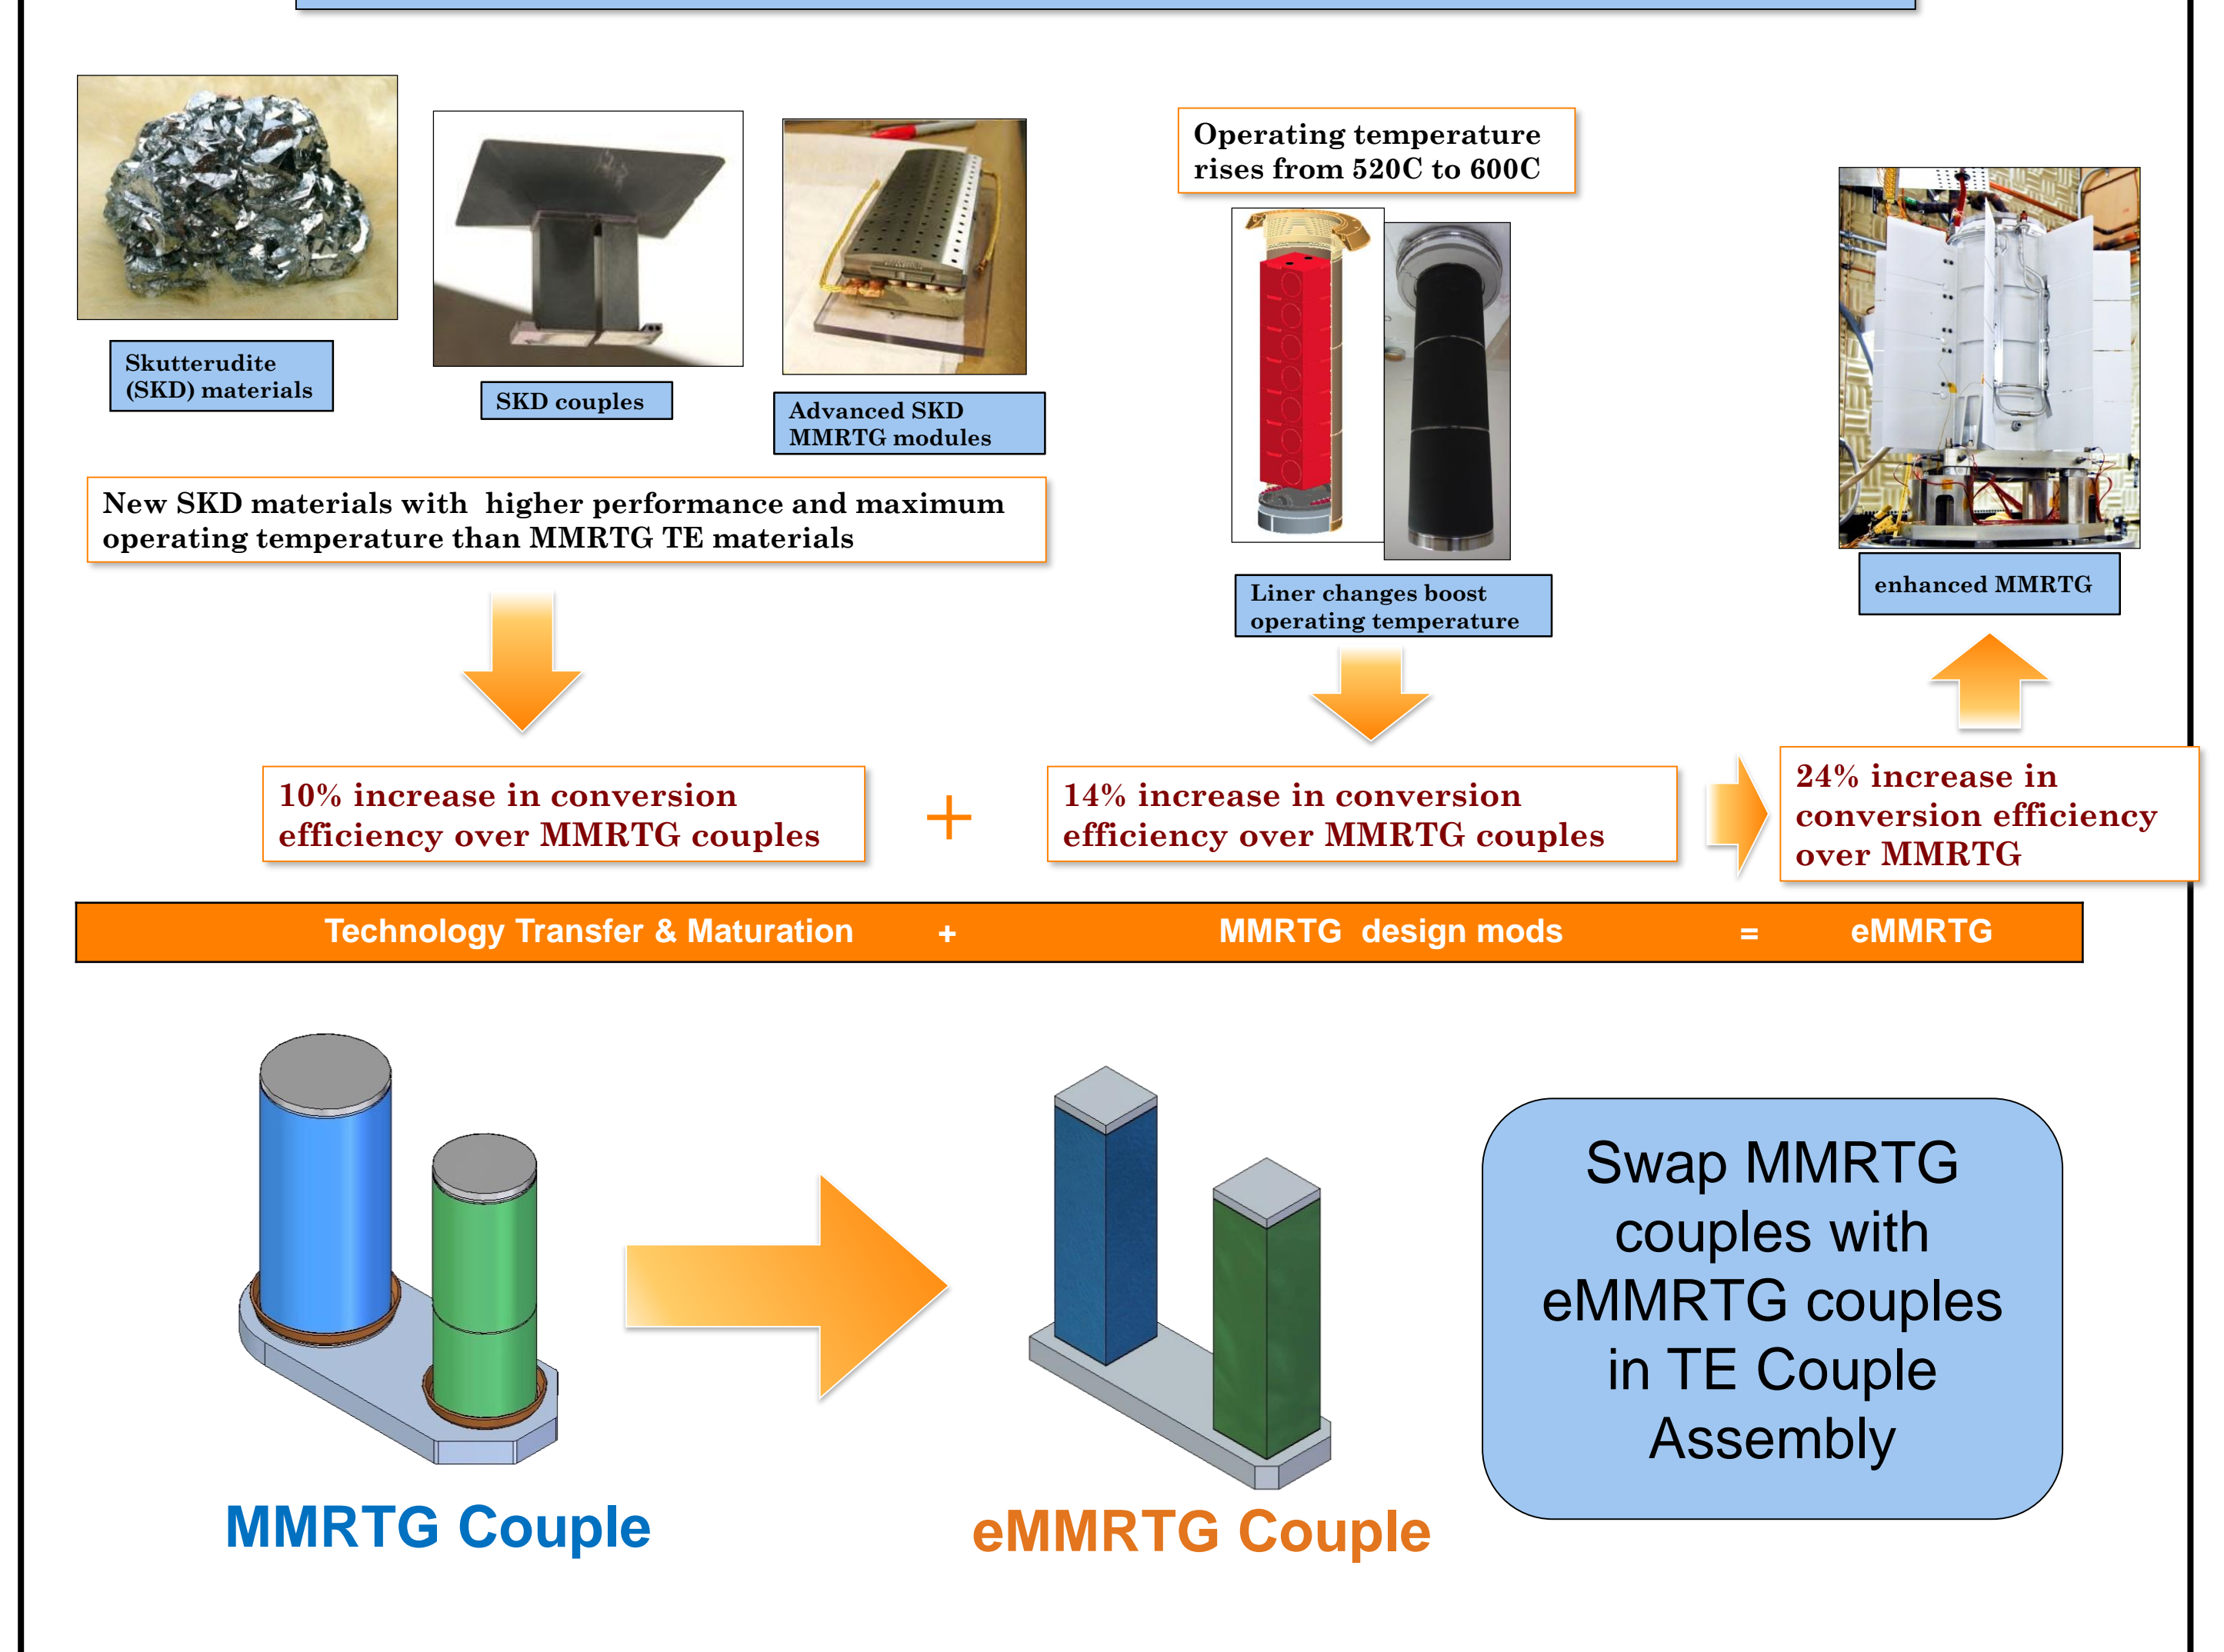 Operating temperature
rises from 520C to 600C
Skutterudite
(SKD) materials
SKD couples
Advanced SKD
MMRTG modules
New SKD materials with  higher performance and maximum
operating temperature than MMRTG TE materials
Liner changes boost
operating temperature
enhanced MMRTG
10% increase in conversion
efficiency over MMRTG couples
+
14% increase in conversion
efficiency over MMRTG couples
24% increase in
conversion efficiency
over MMRTG
Technology Transfer & Maturation + MMRTG  design mods = eMMRTG
MMRTG Couple
eMMRTG Couple
Swap MMRTG
couples with
eMMRTG couples
in TE Couple
Assembly